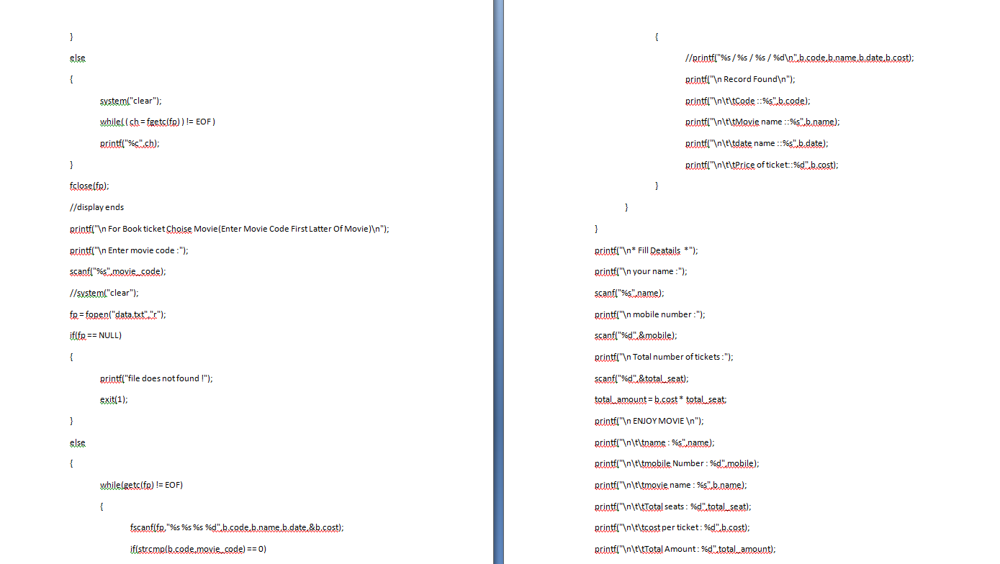 }
else
{
system("clear");
while( ( ch = fgetc(fp) ) != EOF )
printf("%c",ch);
}
fclose(fp);
//display ends
printf("\n For Book ticket Choise Movie(Enter Movie Code First Latter Of Movie)\n");
printf("\n Enter movie code :");
scanf("%s",movie_code);
//system("clear");
fp = fopen("data.txt","r");
if(fp == NULL)
{
printf("file does not found !");
exit(1);
}
else
{
while(getc(fp) != EOF)
{
fscanf(fp,"%s %s %s %d",b.code,b.name,b.date,&b.cost);
if(strcmp(b.code,movie_code) == 0)
{
//printf("%s / %s / %s / %d\n",b.code,b.name,b.date,b.cost);
printf("\n Record Found\n");
printf("\n\t\tCode ::%s",b.code);
printf("\n\t\tMovie name ::%s",b.name);
printf("\n\t\tdate name ::%s",b.date);
printf("\n\t\tPrice of ticket::%d",b.cost);
}
}
}
printf("\n* Fill Deatails  *");
printf("\n your name :");
scanf("%s",name);
printf("\n mobile number :");
scanf("%d",&mobile);
printf("\n Total number of tickets :");
scanf("%d",&total_seat);
total_amount = b.cost * total_seat;
printf("\n ENJOY MOVIE \n");
printf("\n\t\tname : %s",name);
printf("\n\t\tmobile Number : %d",mobile);
printf("\n\t\tmovie name : %s",b.name);
printf("\n\t\tTotal seats : %d",total_seat);
printf("\n\t\tcost per ticket : %d",b.cost);
printf("\n\t\tTotal Amount : %d",total_amount);